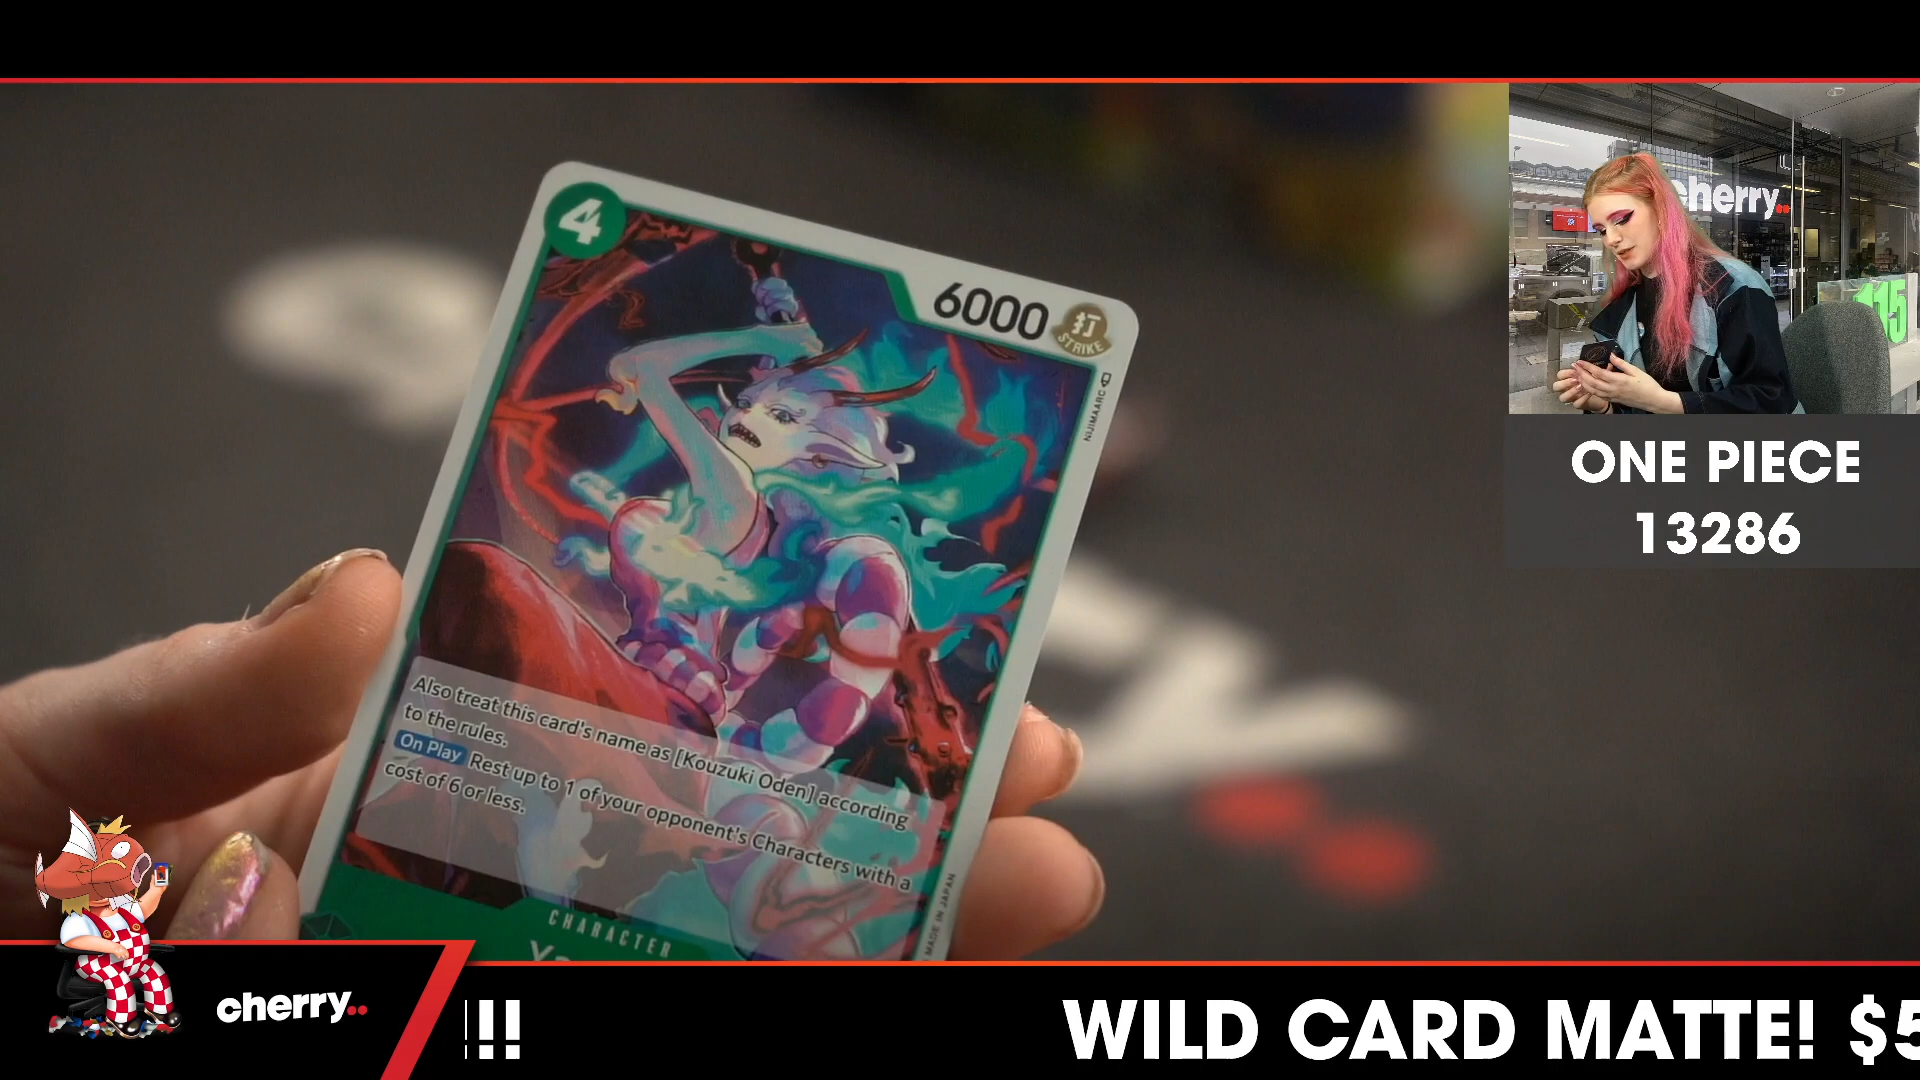 4
6000
打
STRIKE
NIJIMAARC
Also treat this card's name as [Kouzuki Oden] according
to the rules.
On Play Rest up to 1 of your opponent's Characters with a
cost of 6 or less.
MADE IN JAPAN
CHARACTER
cherry..
115
ONE PIECE
13286
cherry..
!!!
WILD CARD MATTE! $5